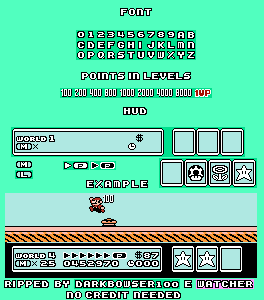 FONT
0123456789AB
CDEFGHIJKLMN
OPQRSTUVWXYZ
POINTS IN LEVELS
100 200 400 800 1000 2000 4000 8000 1UP
HUD
WORLD 1 $
<M>×
<M> P P
<L>
EXAMPLE
100
WORLD 4 P $87
<M>× 25 0452970 000
RIPPED BY DARKBOWSER100 E WATCHER
NO CREDIT NEEDED